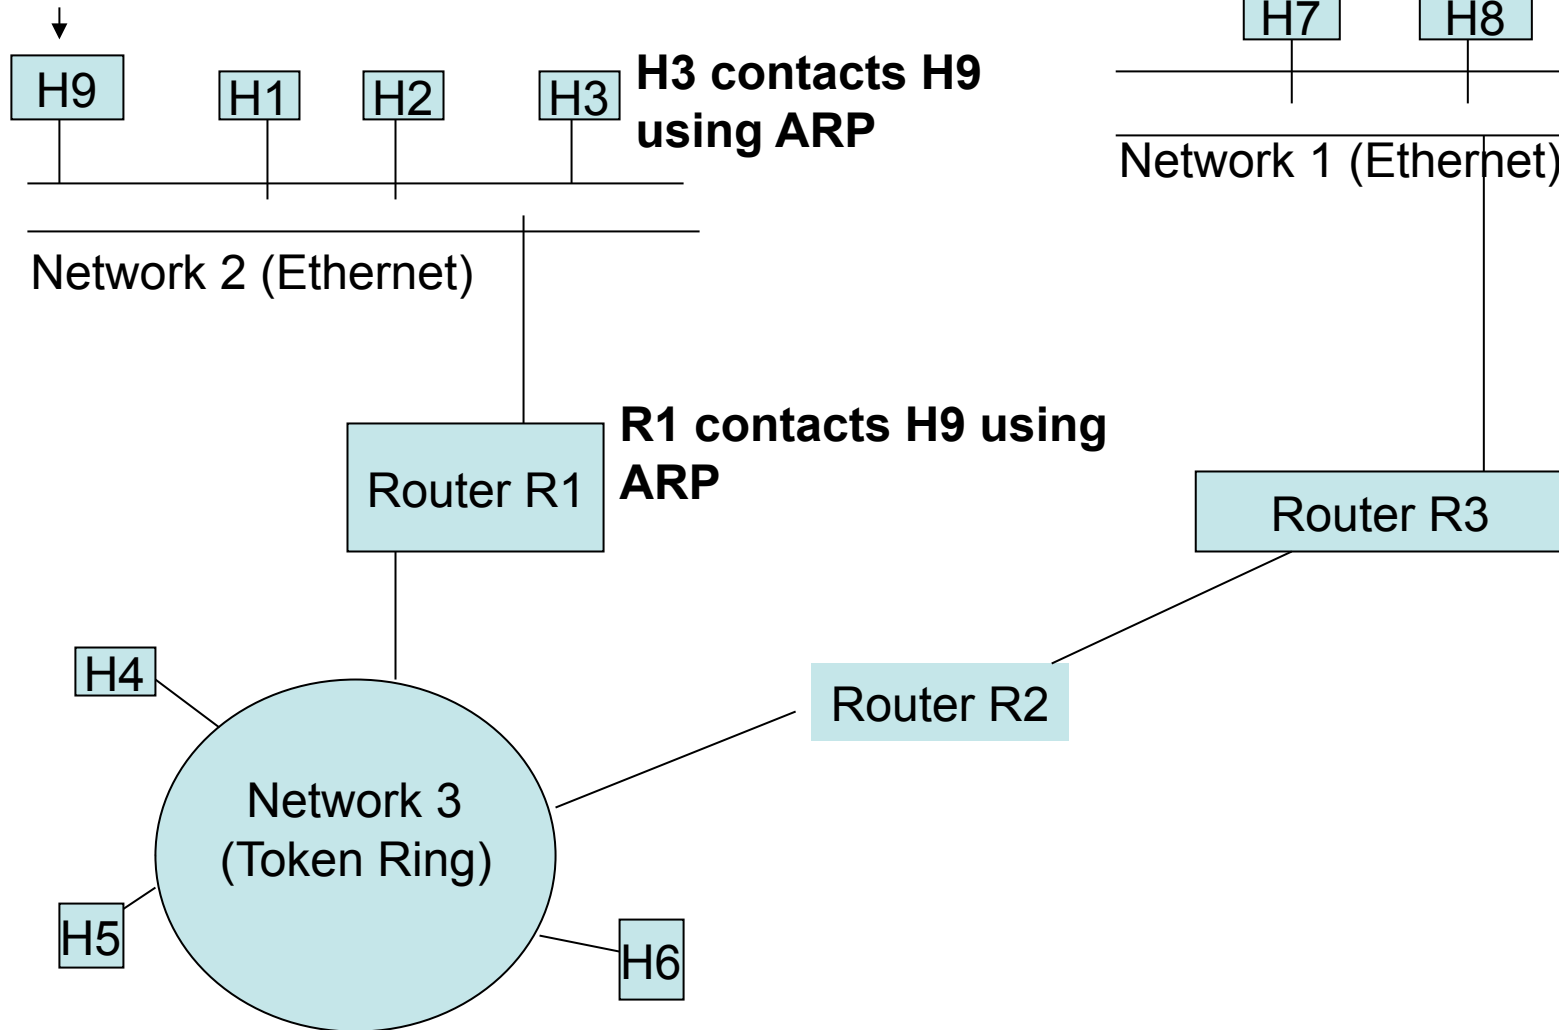 H7
H8
H9
H1
H2
H3
H3 contacts H9
using ARP
Network 1 (Ethernet)
Network 2 (Ethernet)
R1 contacts H9 using
ARP
Router R1
Router R3
H4
Router R2
Network 3
(Token Ring)
H5
H6